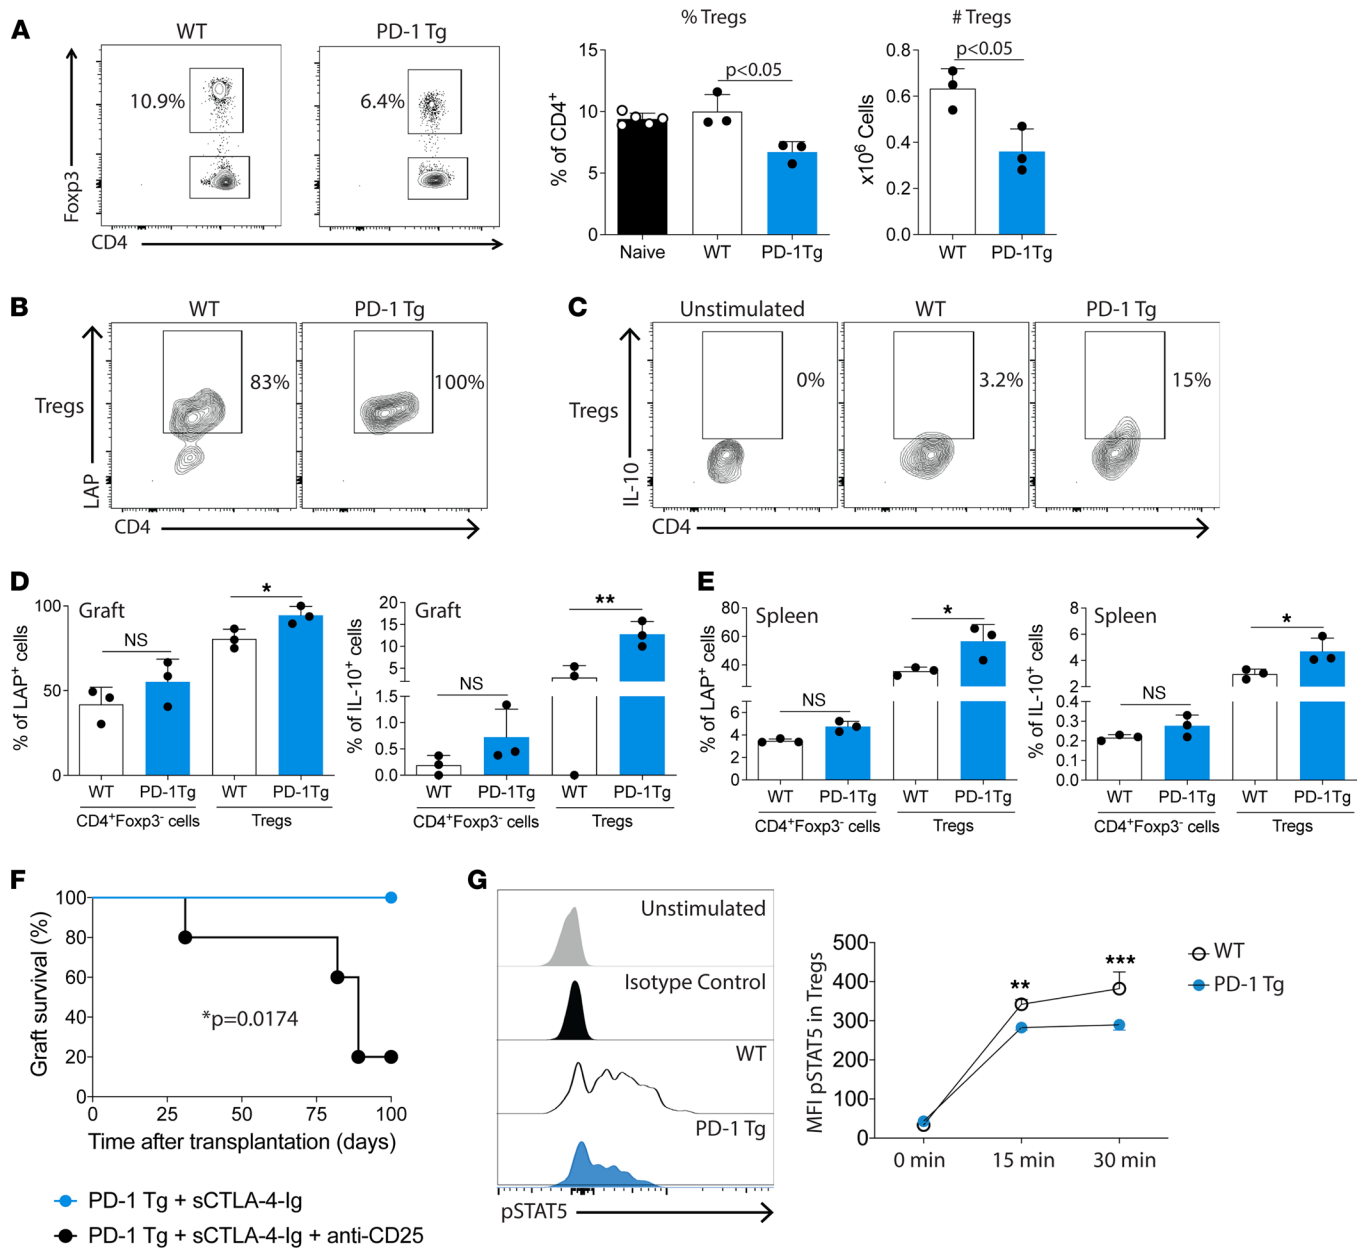 A
WT
PD-1 Tg
Foxp3
10.9%
6.4%
CD4
% Tregs
% of CD4⁺
15
10
5
0
p<0.05
Naive
WT
PD-1Tg
# Tregs
x10⁶ Cells
0.8
0.6
0.4
0.2
0.0
p<0.05
WT
PD-1Tg
B
WT
PD-1 Tg
Tregs
LAP
83%
100%
CD4
C
Unstimulated
WT
PD-1 Tg
Tregs
IL-10
0%
3.2%
15%
CD4
D
Graft
% of LAP⁺ cells
100
50
0
NS
*
WT
PD-1Tg
WT
PD-1Tg
CD4⁺Foxp3⁻ cells
Tregs
Graft
% of IL-10⁺ cells
20
15
10
5
1.5
1.0
0.5
0.0
NS
**
WT
PD-1Tg
WT
PD-1Tg
CD4⁺Foxp3⁻ cells
Tregs
E
Spleen
% of LAP⁺ cells
80
60
40
6
4
2
0
NS
*
WT
PD-1Tg
WT
PD-1Tg
CD4⁺Foxp3⁻ cells
Tregs
Spleen
% of IL-10⁺ cells
8
6
4
2
0.4
0.3
0.2
0.1
0.0
NS
*
WT
PD-1Tg
WT
PD-1Tg
CD4⁺Foxp3⁻ cells
Tregs
F
Graft survival (%)
100
80
60
40
20
0
*p=0.0174
0
25
50
75
100
Time after transplantation (days)
PD-1 Tg + sCTLA-4-Ig
PD-1 Tg + sCTLA-4-Ig + anti-CD25
G
Unstimulated
Isotype Control
WT
PD-1 Tg
pSTAT5
MFI pSTAT5 in Tregs
500
400
300
200
100
0
**
***
0 min
15 min
30 min
WT
PD-1 Tg